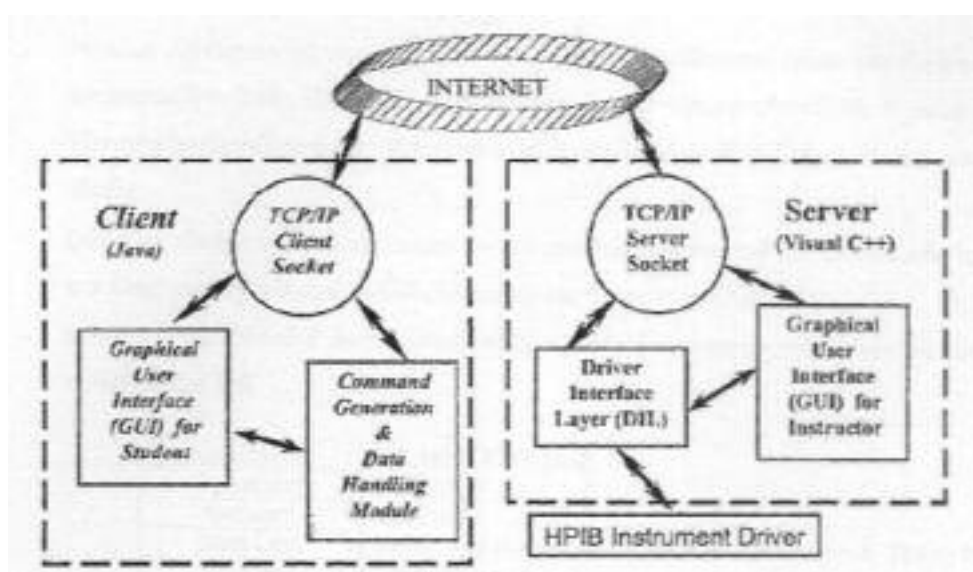 INTERNET
Client
(Java)
TCP/IP
Client
Socket
Graphical
User
Interface
(GUI) for
Student
Command
Generation
&
Data
Handling
Module
TCP/IP
Server
Socket
Server
(Visual C++)
Driver
Interface
Layer (DIL)
Graphical
User
Interface
(GUI) for
Instructor
HPIB Instrument Driver